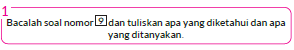 1
Bacalah soal nomor 9 dan tuliskan apa yang diketahui dan apa
yang ditanyakan.